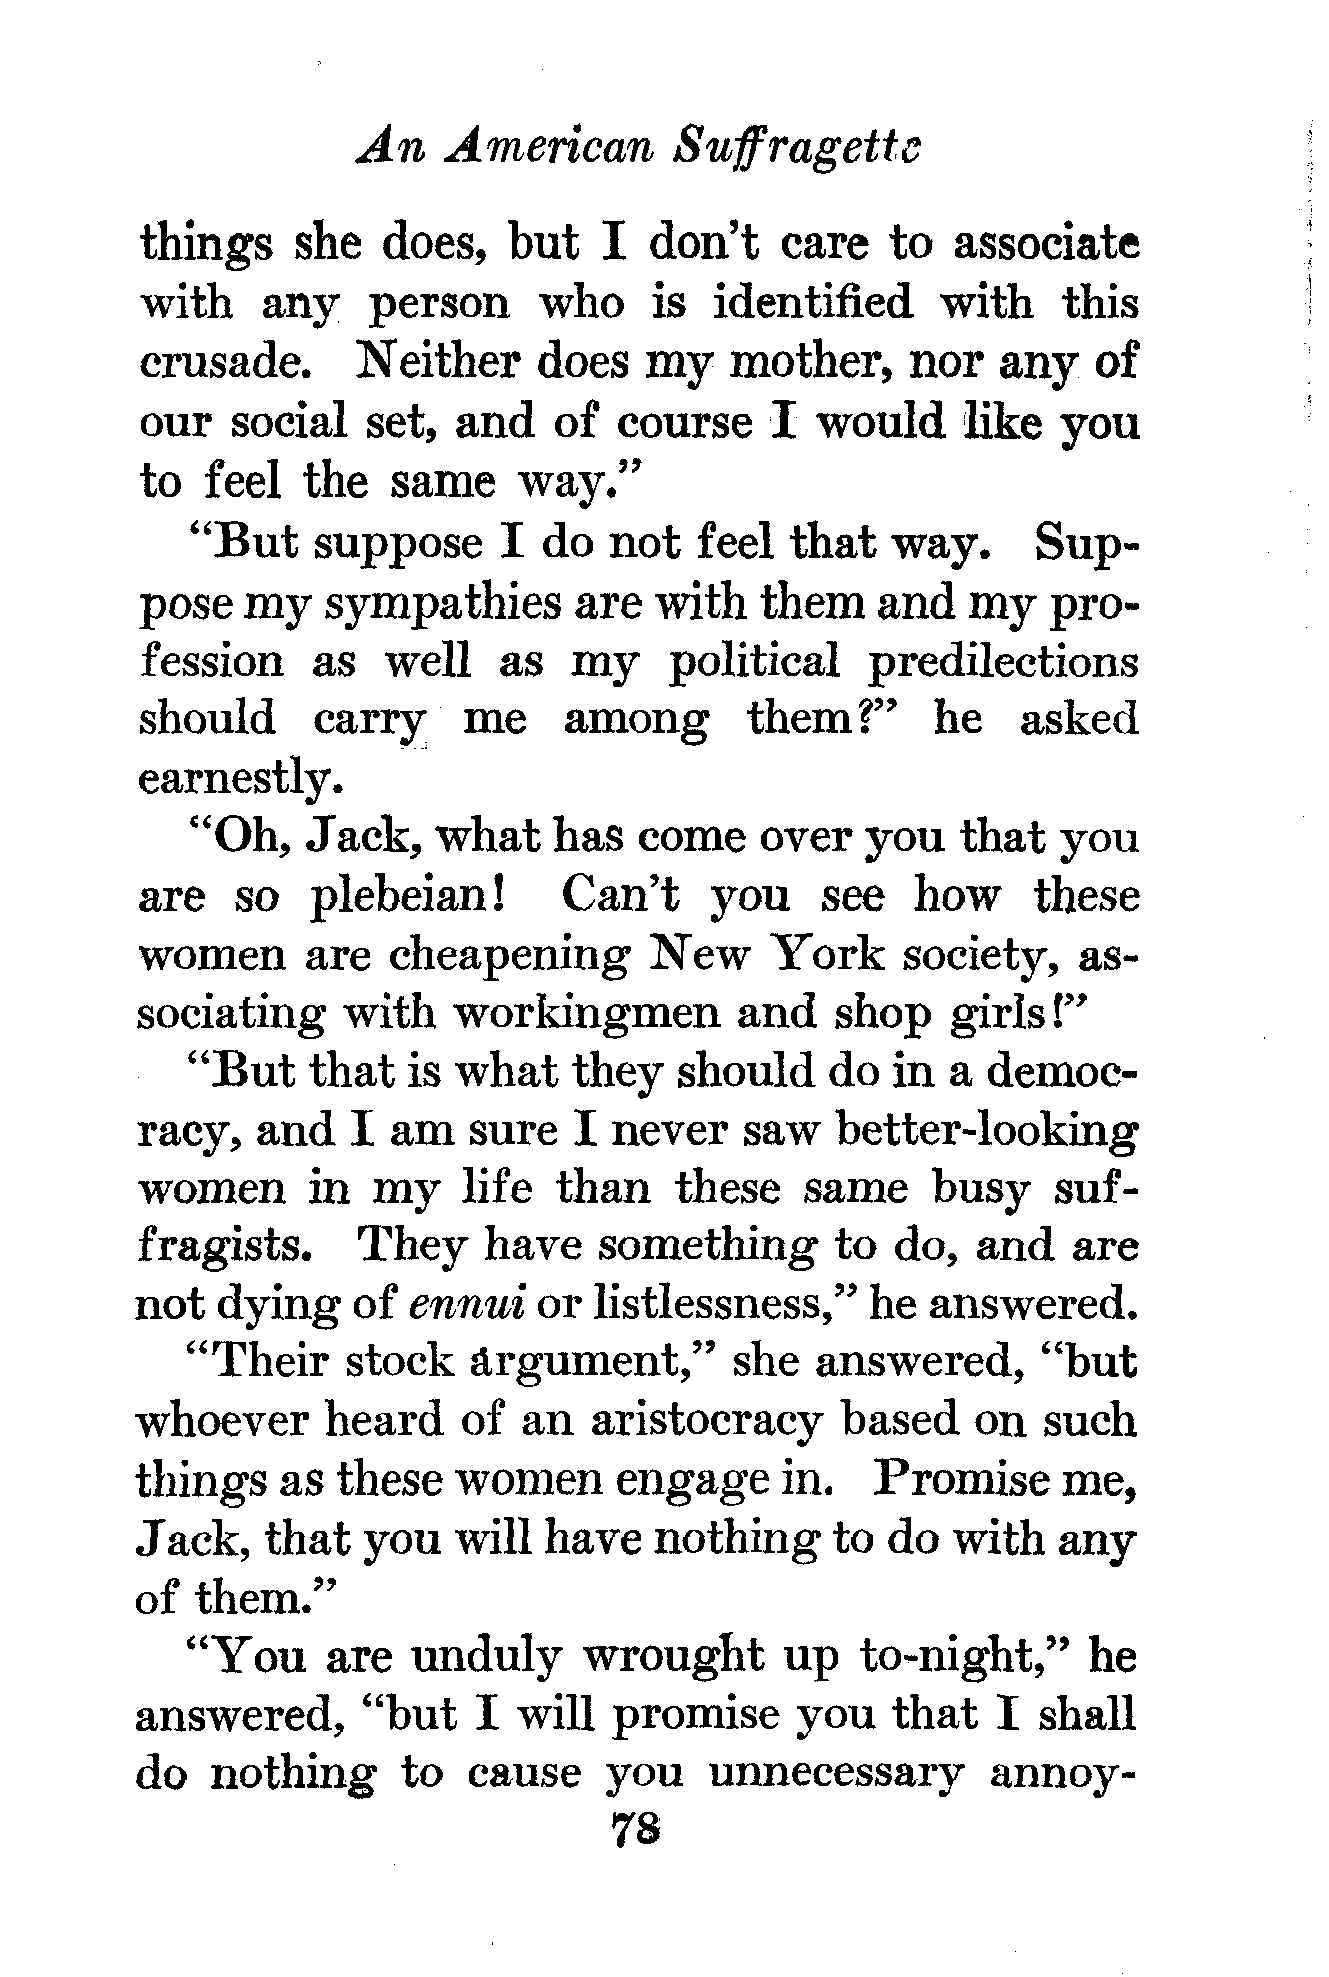 An American Suffragette
things she does, but I don't care to associate
with any person who is identified with this
crusade. Neither does my mother, nor any of
our social set, and of course I would like you
to feel the same way."
"But suppose I do not feel that way. Sup-
pose my sympathies are with them and my pro-
fession as well as my political predilections
should carry me among them?" he asked
earnestly.
"Oh, Jack, what has come over you that you
are so plebeian! Can't you see how these
women are cheapening New York society, as-
sociating with workingmen and shop girls!"
"But that is what they should do in a democ-
racy, and I am sure I never saw better-looking
women in my life than these same busy suf-
fragists. They have something to do, and are
not dying of ennui or listlessness," he answered.
"Their stock argument," she answered, "but
whoever heard of an aristocracy based on such
things as these women engage in. Promise me,
Jack, that you will have nothing to do with any
of them."
"You are unduly wrought up to-night," he
answered, "but I will promise you that I shall
do nothing to cause you unnecessary annoy-
78